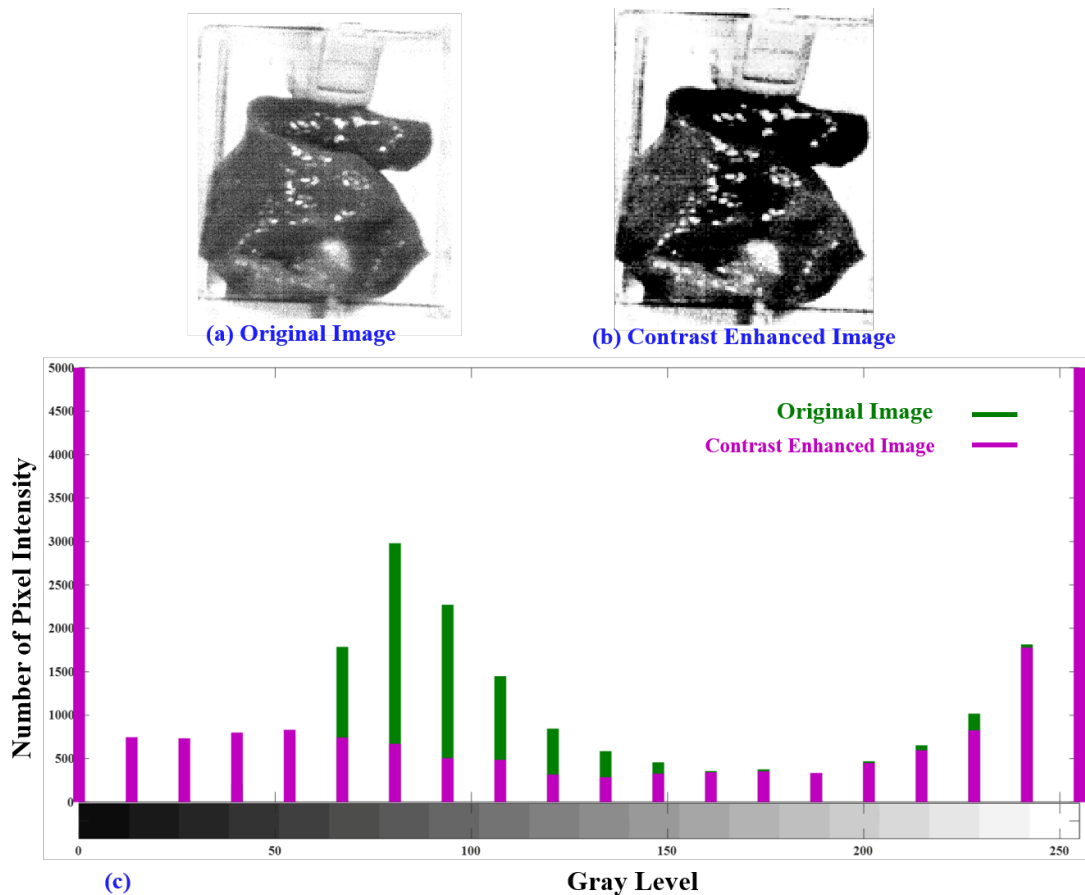 (a) Original Image
(b) Contrast Enhanced Image
5000
4500
4000
3500
3000
2500
2000
1500
1000
500
0
Number of Pixel Intensity
Original Image
Contrast Enhanced Image
0 50 100 150 200 250
(c)
Gray Level